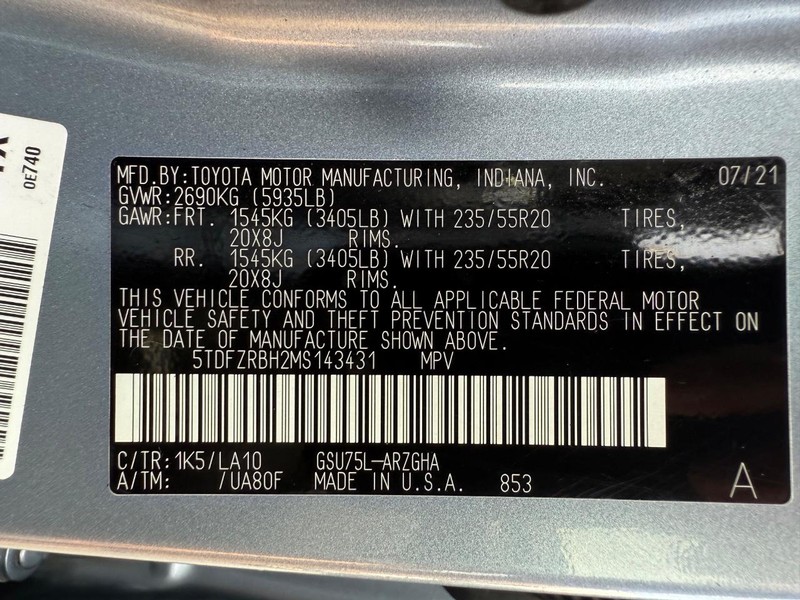 0E740
MFD.BY:TOYOTA MOTOR MANUFACTURING, INDIANA, INC. 07/21
GVWR:2690KG (5935LB)
GAWR:FRT. 1545KG (3405LB) WITH 235/55R20 TIRES,
20X8J RIMS.
RR. 1545KG (3405LB) WITH 235/55R20 TIRES,
20X8J RIMS.
THIS VEHICLE CONFORMS TO ALL APPLICABLE FEDERAL MOTOR
VEHICLE SAFETY AND THEFT PREVENTION STANDARDS IN EFFECT ON
THE DATE OF MANUFACTURE SHOWN ABOVE.
5TDFZRBH2MS143431 MPV
C/TR:1K5/LA10 GSU75L-ARZGHA
A/TM: /UA80F MADE IN U.S.A. 853 A